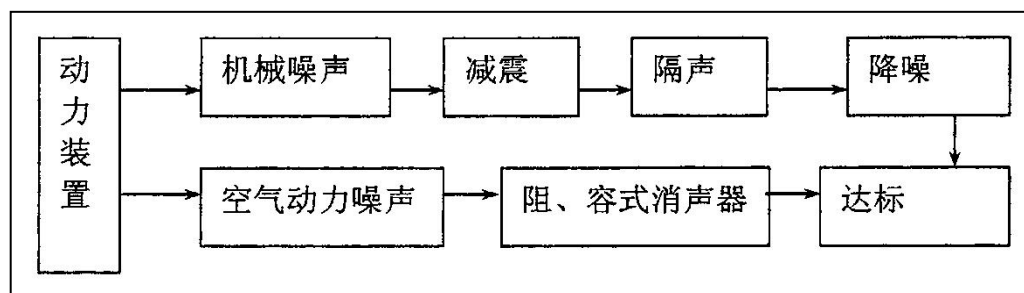 动力装置
机械噪声
减震
隔声
降噪
空气动力噪声
阻、容式消声器
达标